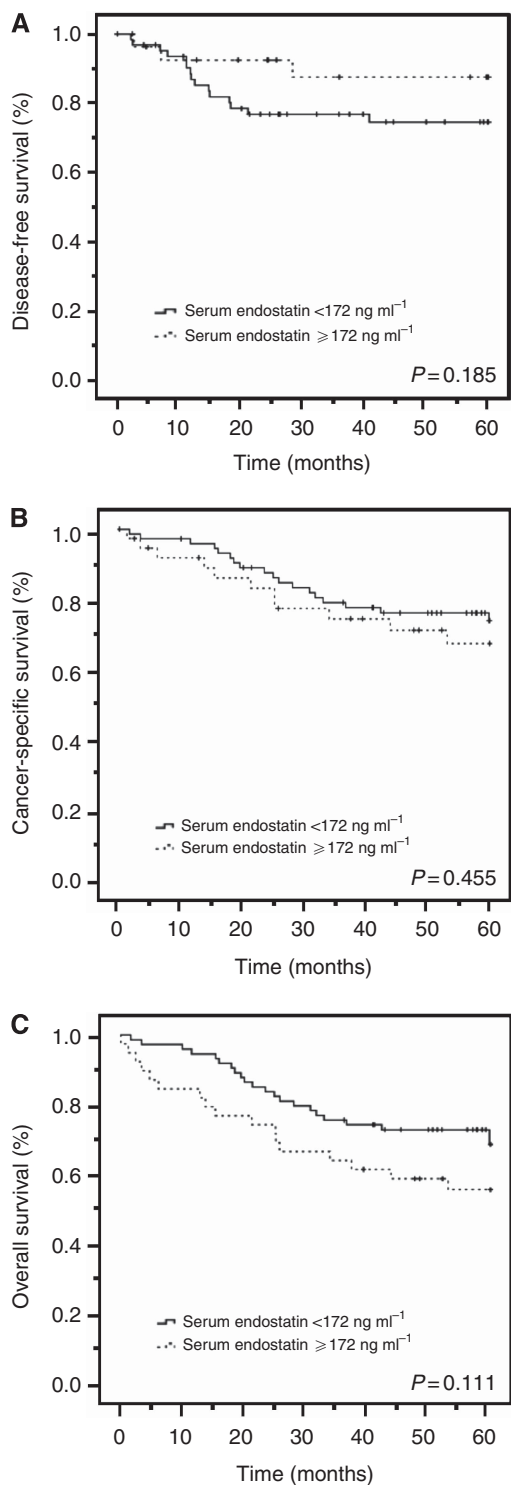 A
Disease-free survival (%)
1.0
0.8
0.6
0.4
0.2
0.0
Serum endostatin <172 ng ml⁻¹
Serum endostatin ⩾172 ng ml⁻¹
P=0.185
0 10 20 30 40 50 60
Time (months)
B
Cancer-specific survival (%)
1.0
0.8
0.6
0.4
0.2
0.0
Serum endostatin <172 ng ml⁻¹
Serum endostatin ⩾172 ng ml⁻¹
P=0.455
0 10 20 30 40 50 60
Time (months)
C
Overall survival (%)
1.0
0.8
0.6
0.4
0.2
0.0
Serum endostatin <172 ng ml⁻¹
Serum endostatin ⩾172 ng ml⁻¹
P=0.111
0 10 20 30 40 50 60
Time (months)